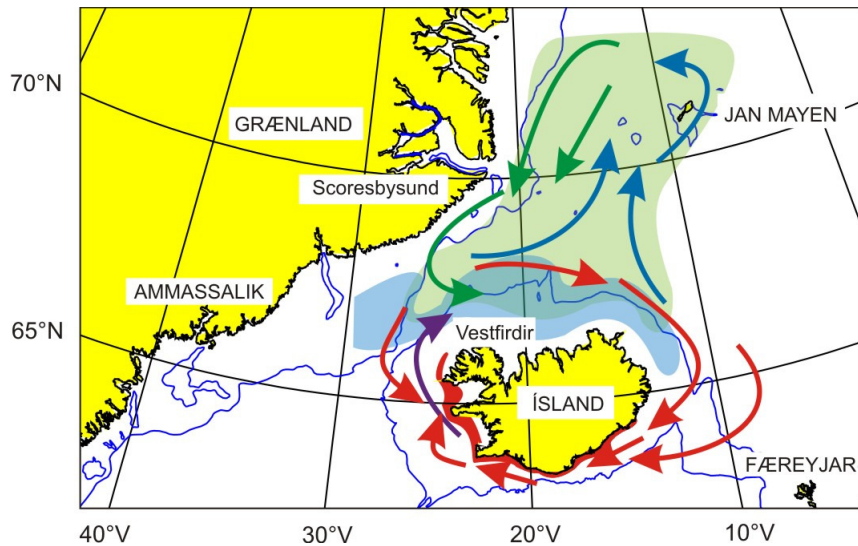 70°N
GRÆNLAND
JAN MAYEN
Scoresbysund
AMMASSALIK
65°N
Vestfirdir
ÍSLAND
FÆREYJAR
40°V
30°V
20°V
10°V